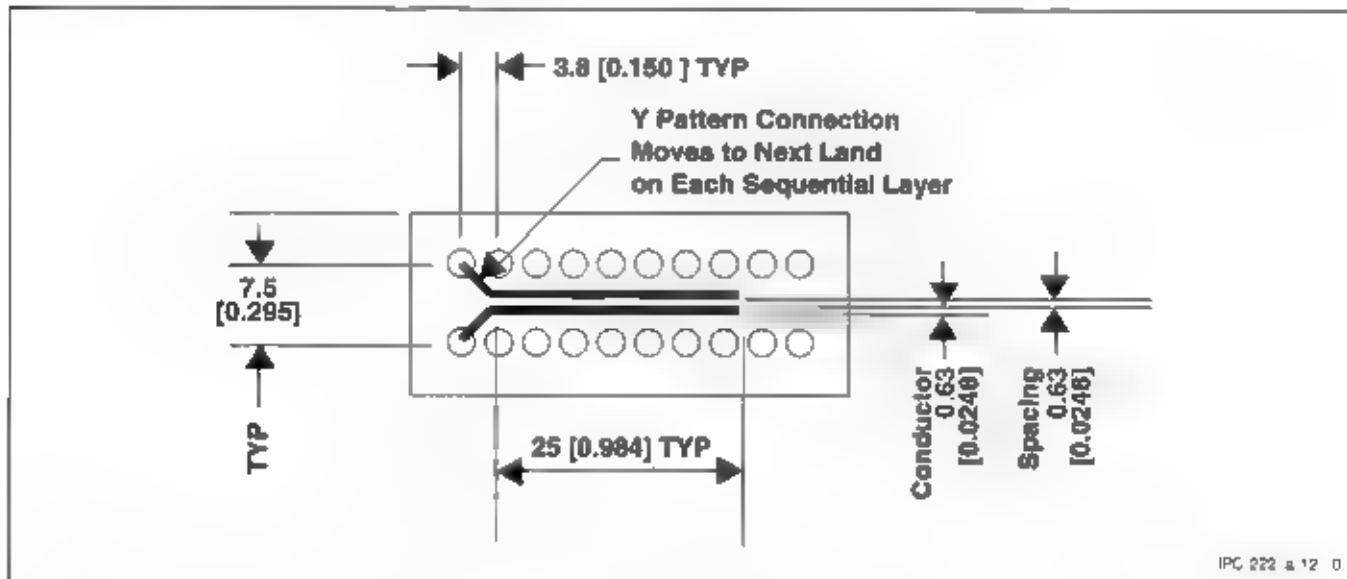 3.8 [0.150 ] TYP
Y Pattern Connection
Moves to Next Land
on Each Sequential Layer
7.5
[0.295]
TYP
25 [0.984] TYP
Conductor
0.63
[0.0248]
Spacing
0.63
[0.0248]